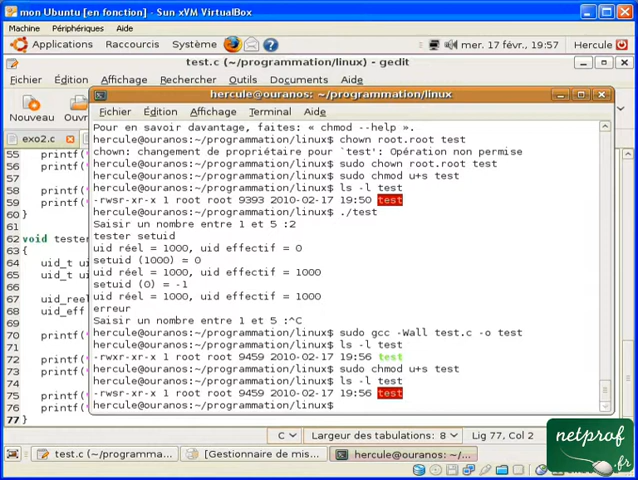 mon Ubuntu [en fonction] - Sun xVM VirtualBox
Machine Périphériques Aide
Applications Raccourcis Système mer. 17 févr., 19:57 Hercule
test.c (~/programmation/linux) - gedit
Fichier Édition Affichage Rechercher Outils Documents Aide
hercule@ouranos: ~/programmation/linux
Nouveau
Fichier Édition Affichage Terminal Aide
exo2.c
Pour en savoir davantage, faites: « chmod --help ».
hercule@ouranos:~/programmation/linux$ chown root.root test
chown: changement de propriétaire pour `test': Opération non permise
hercule@ouranos:~/programmation/linux$ sudo chown root.root test
hercule@ouranos:~/programmation/linux$ sudo chmod u+s test
hercule@ouranos:~/programmation/linux$ ls -l test
-rwsr-xr-x 1 root root 9393 2010-02-17 19:50 test
hercule@ouranos:~/programmation/linux$ ./test
Saisir un nombre entre 1 et 5 :2
tester setuid
uid réel = 1000, uid effectif = 0
setuid (1000) = 0
uid réel = 1000, uid effectif = 1000
setuid (0) = -1
uid réel = 1000, uid effectif = 1000
erreur
Saisir un nombre entre 1 et 5 :^C
hercule@ouranos:~/programmation/linux$ sudo gcc -Wall test.c -o test
hercule@ouranos:~/programmation/linux$ ls -l test
-rwxr-xr-x 1 root root 9459 2010-02-17 19:56 test
hercule@ouranos:~/programmation/linux$ sudo chmod u+s test
hercule@ouranos:~/programmation/linux$ ls -l test
-rwsr-xr-x 1 root root 9459 2010-02-17 19:56 test
hercule@ouranos:~/programmation/linux$
55 printf(
56 printf(
57
58 printf(
59 printf(
60 }
61
62 void tester
63 {
64 uid_t
65 uid_t
66
67 uid_reel
68 uid_eff
69
70 printf(
71
72 printf(
73 printf(
74
75 printf(
76 printf(
77 }
C Largeur des tabulations: 8 Lig 77, Col 2
test.c (~/programma... [Gestionnaire de mis... hercule@ouranos: ~/...
netprof
.fr